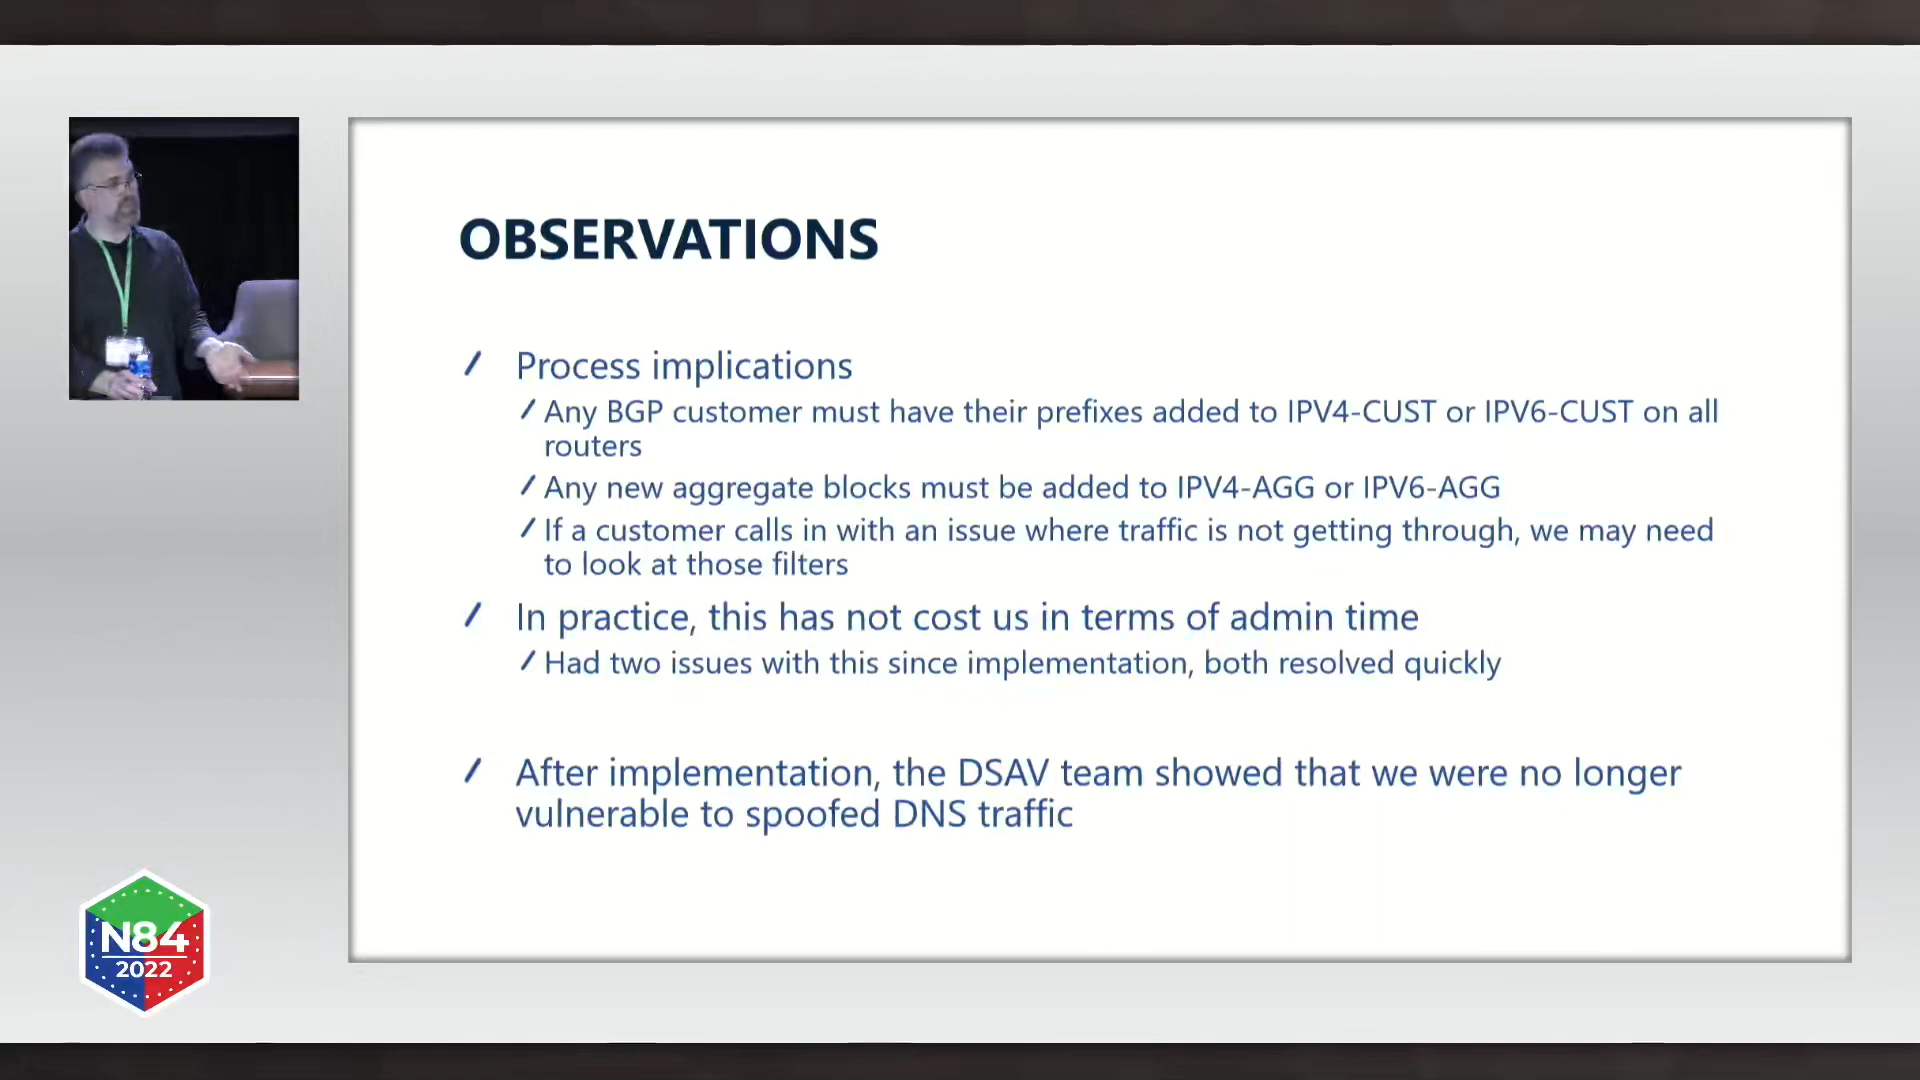 OBSERVATIONS
Process implications
Any BGP customer must have their prefixes added to IPV4-CUST or IPV6-CUST on all
routers
Any new aggregate blocks must be added to IPV4-AGG or IPV6-AGG
If a customer calls in with an issue where traffic is not getting through, we may need
to look at those filters
In practice, this has not cost us in terms of admin time
Had two issues with this since implementation, both resolved quickly
After implementation, the DSAV team showed that we were no longer
vulnerable to spoofed DNS traffic
N84
2022